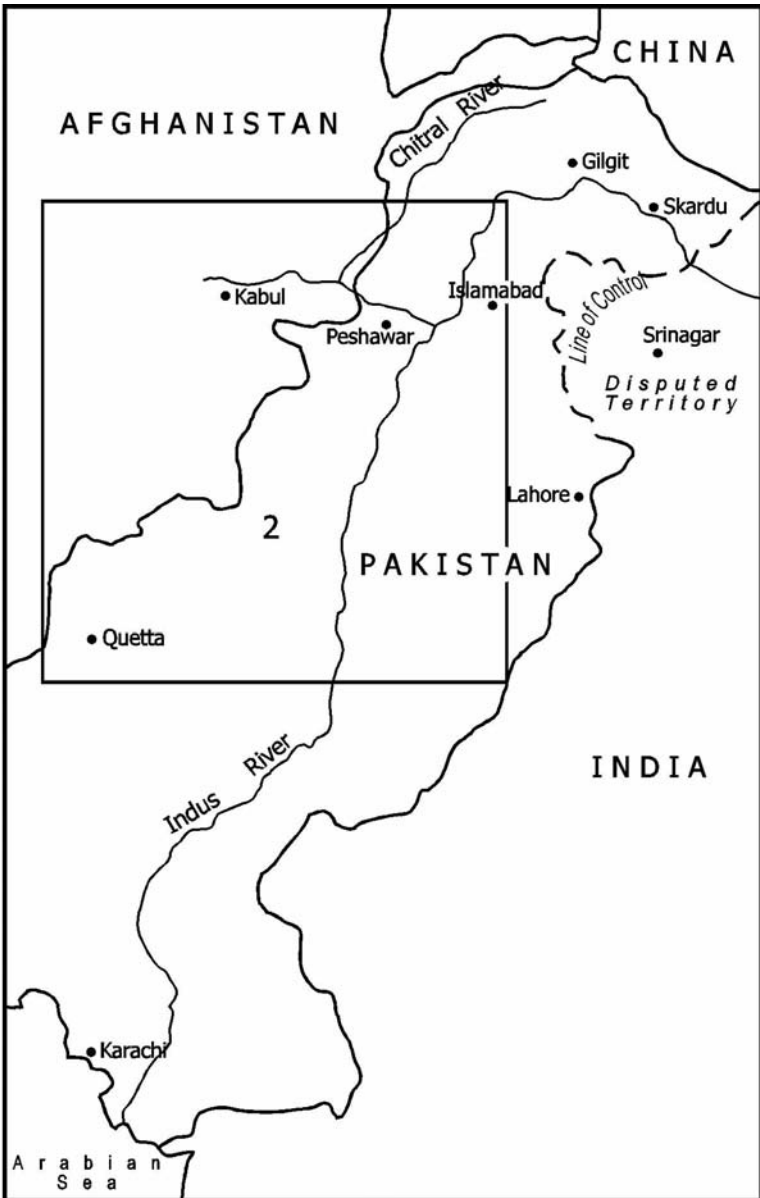 CHINA
AFGHANISTAN
Chitral River
Gilgit
Skardu
Kabul
Islamabad
Line of Control
Peshawar
Srinagar
Disputed
Territory
Lahore
2
PAKISTAN
Quetta
INDIA
Indus River
Karachi
Arabian
Sea